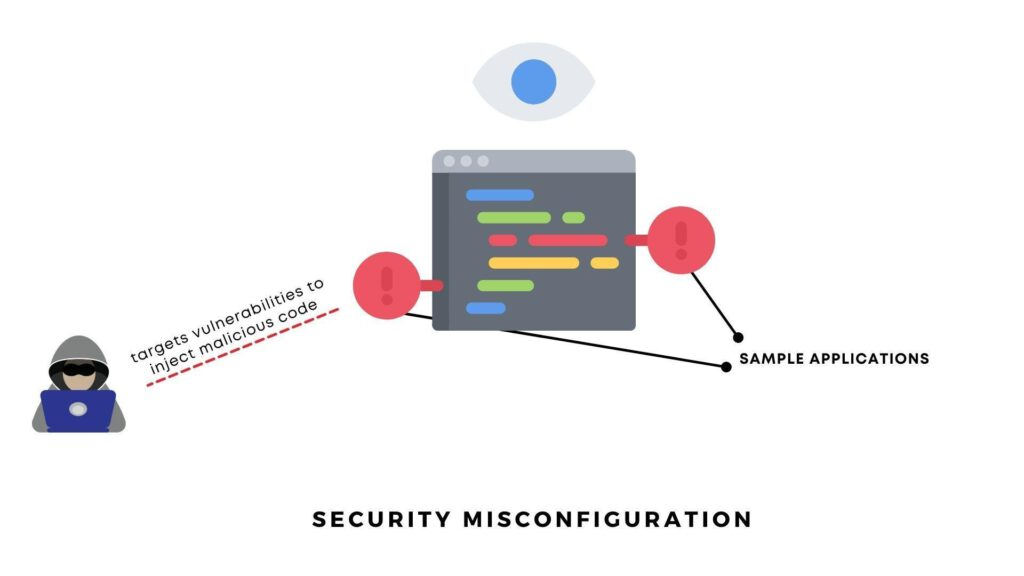 targets vulnerabilities to
inject malicious code
SAMPLE APPLICATIONS
SECURITY MISCONFIGURATION